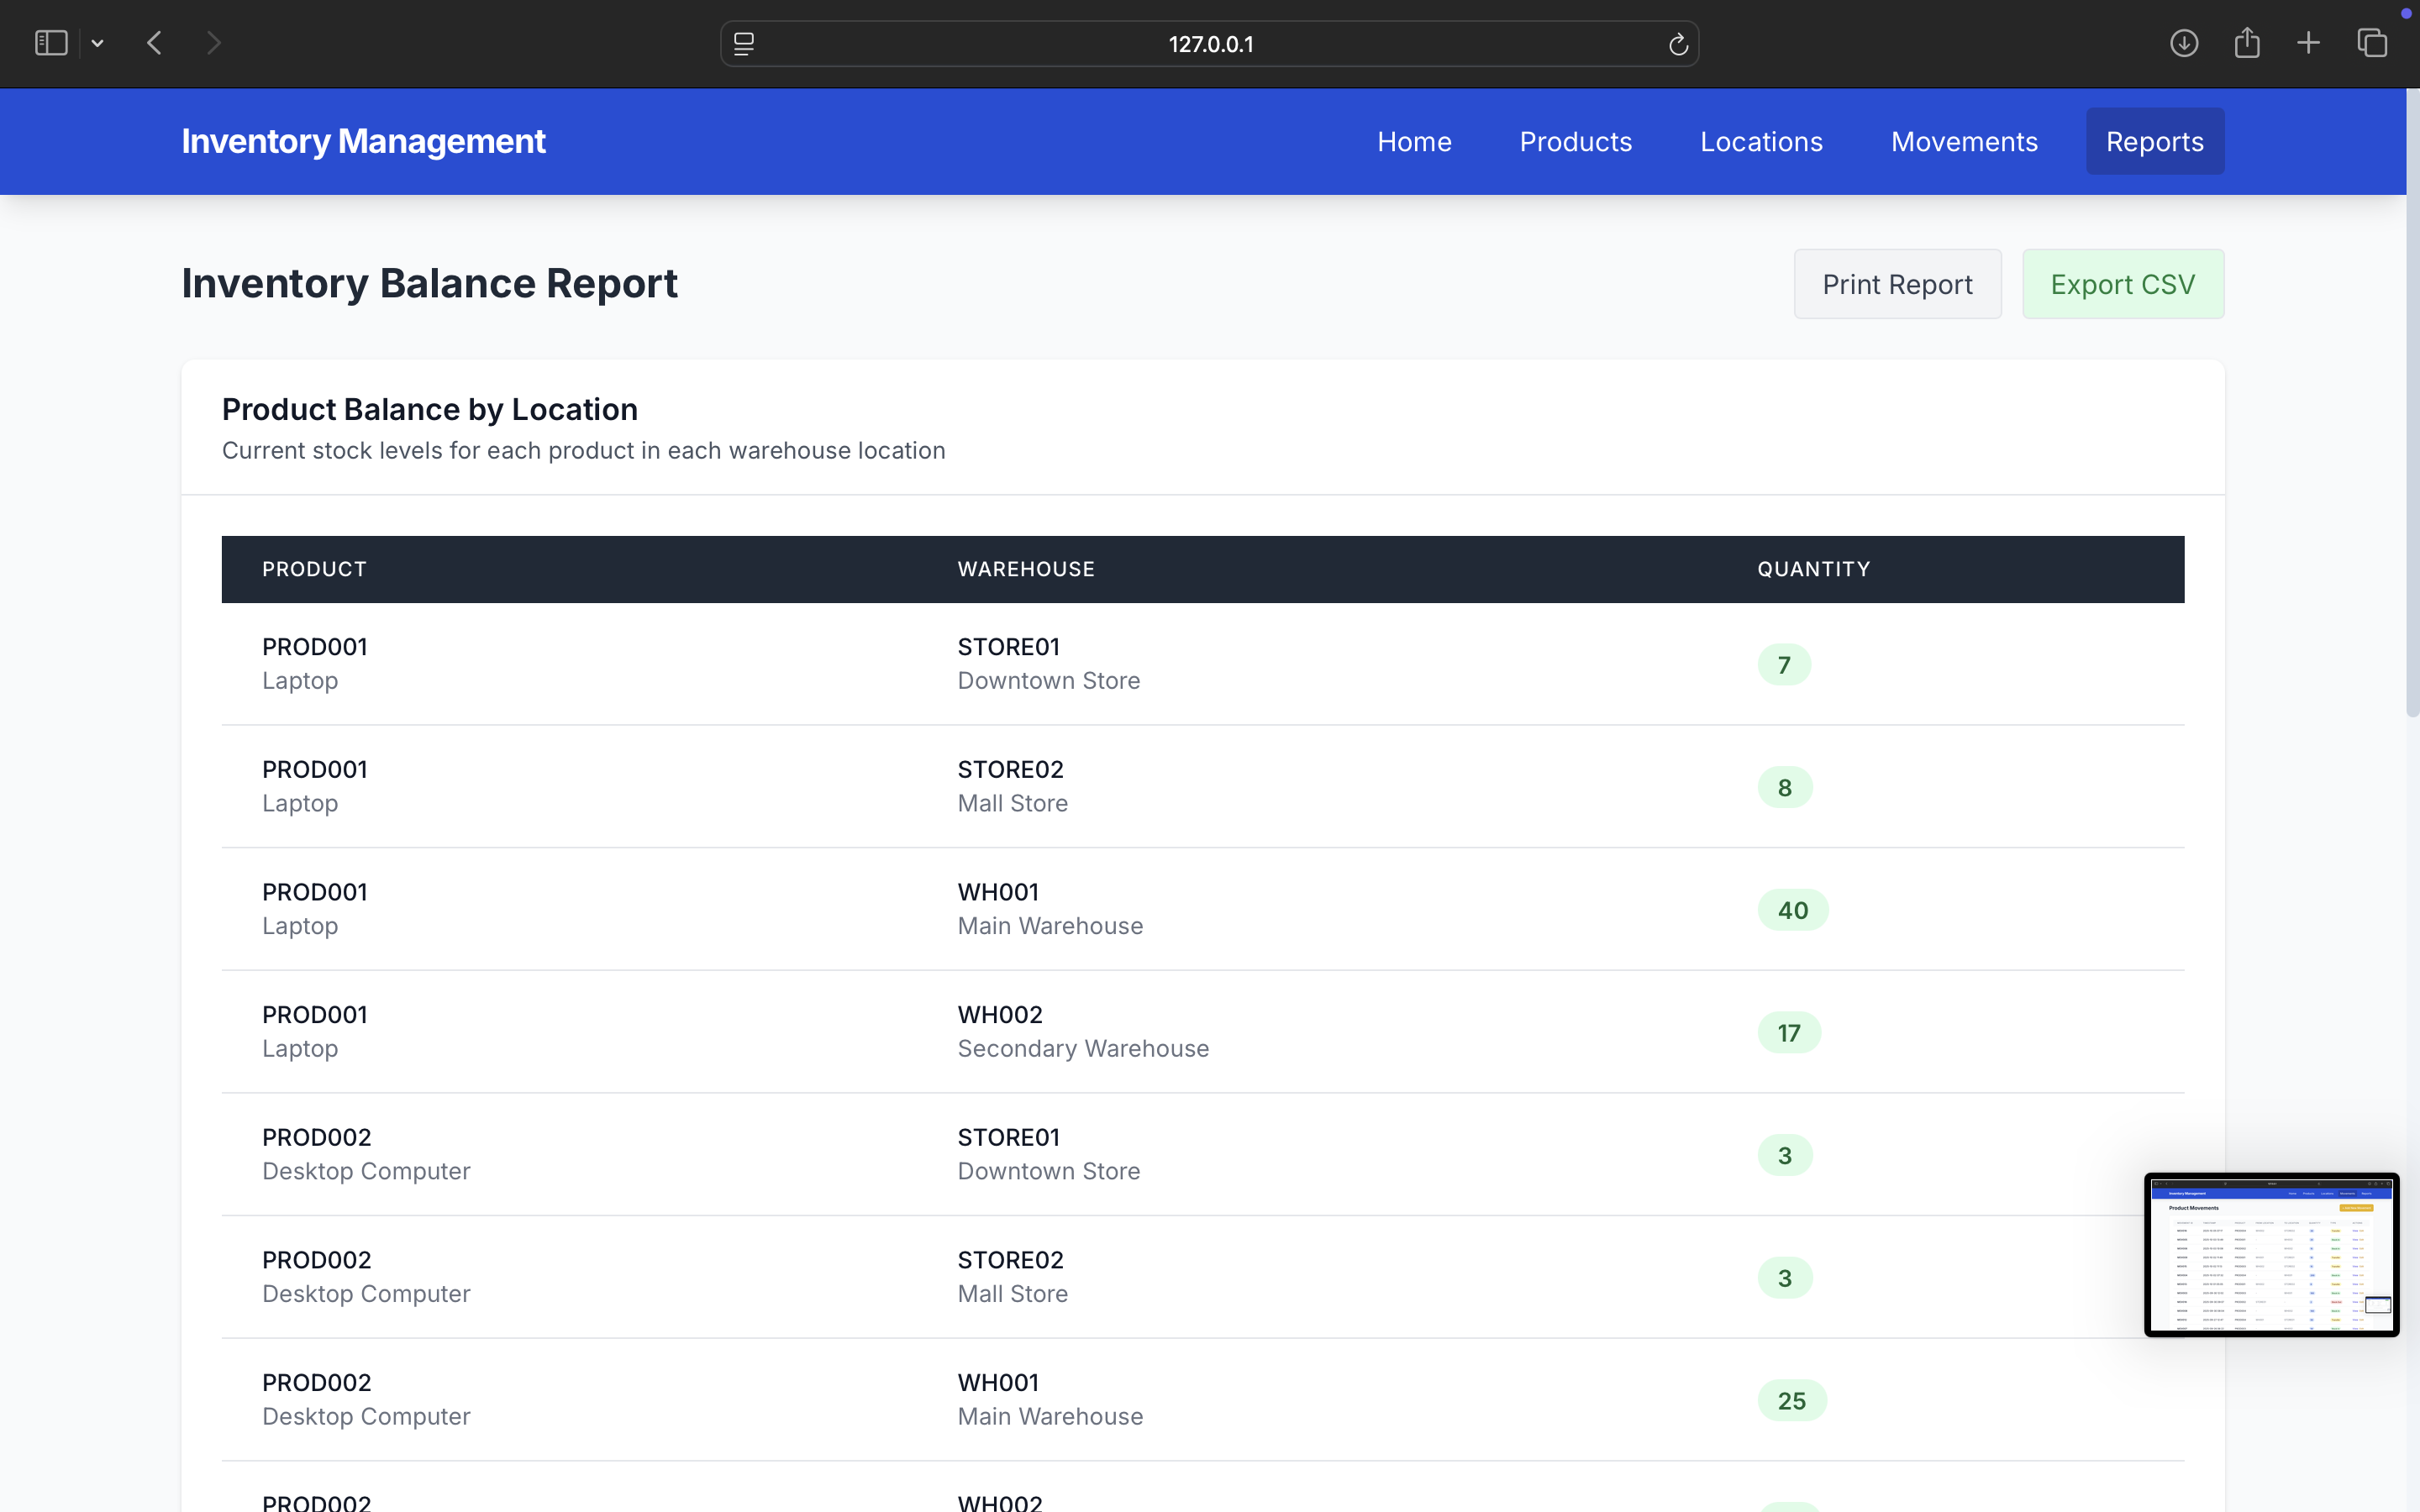 127.0.0.1
Inventory Management
Home Products Locations Movements Reports
Inventory Balance Report
Print Report Export CSV
Product Balance by Location
Current stock levels for each product in each warehouse location
PRODUCT WAREHOUSE QUANTITY
PROD001 STORE01
Laptop Downtown Store 7
PROD001 STORE02
Laptop Mall Store 8
PROD001 WH001
Laptop Main Warehouse 40
PROD001 WH002
Laptop Secondary Warehouse 17
PROD002 STORE01
Desktop Computer Downtown Store 3
PROD002 STORE02
Desktop Computer Mall Store 3
Inventory Management
Product Movements
PROD002 WH001
Desktop Computer Main Warehouse 25
PROD002 WH002